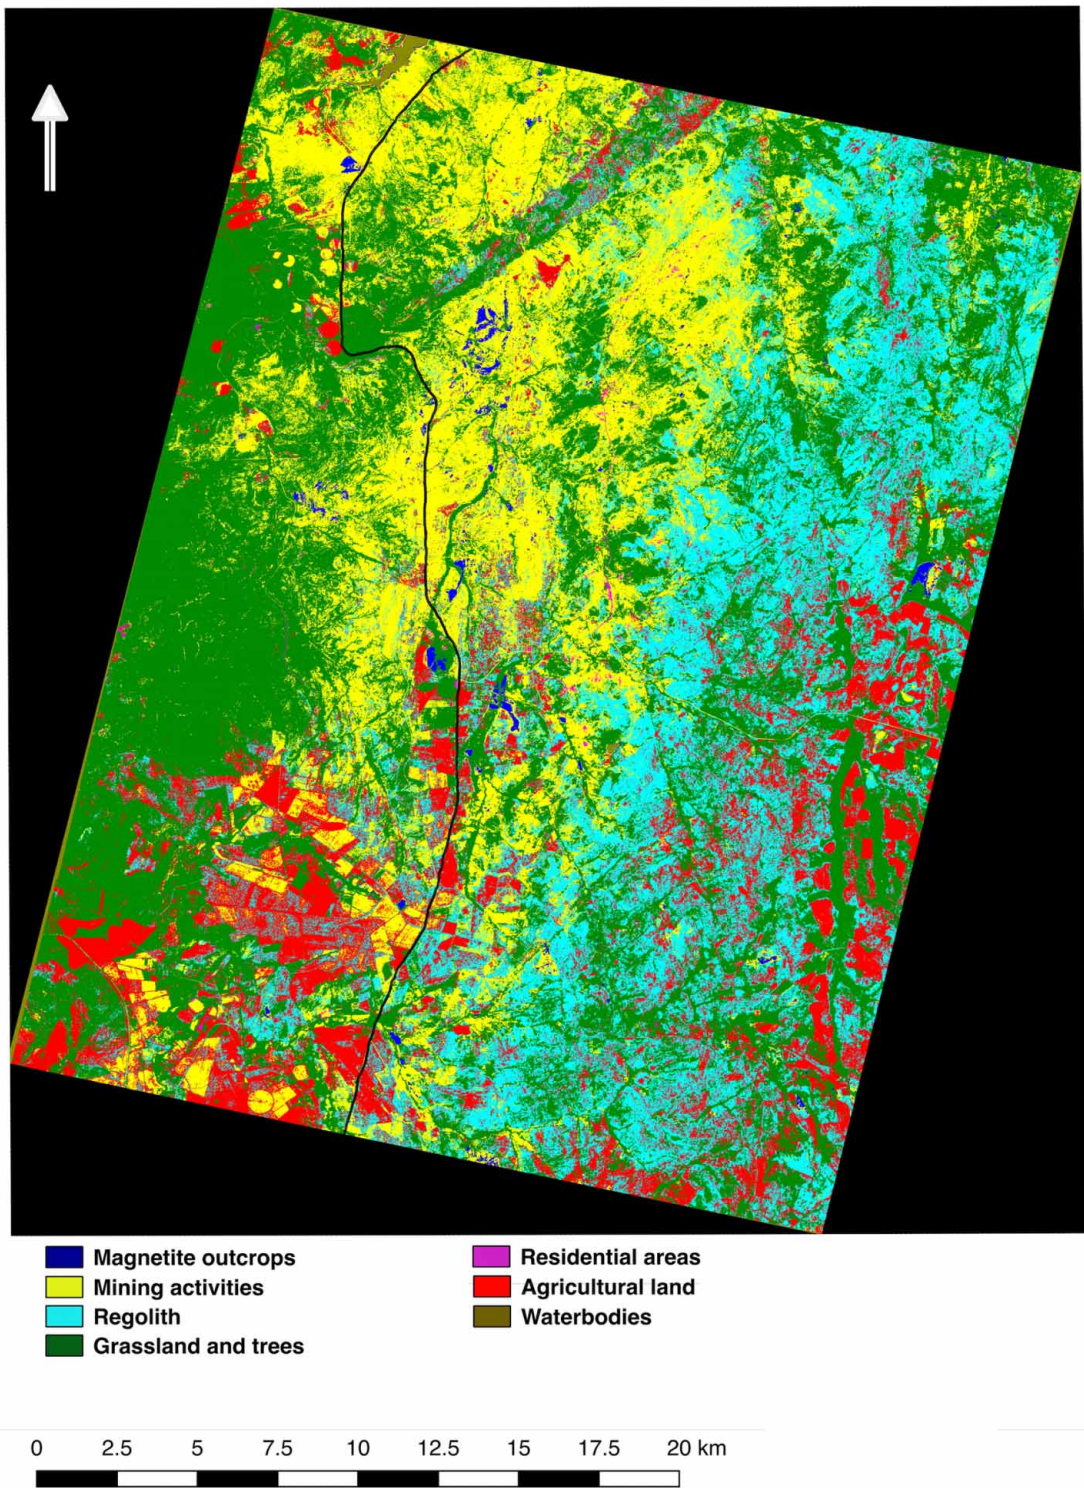 Magnetite outcrops
Mining activities
Regolith
Grassland and trees
Residential areas
Agricultural land
Waterbodies
0 2.5 5 7.5 10 12.5 15 17.5 20 km